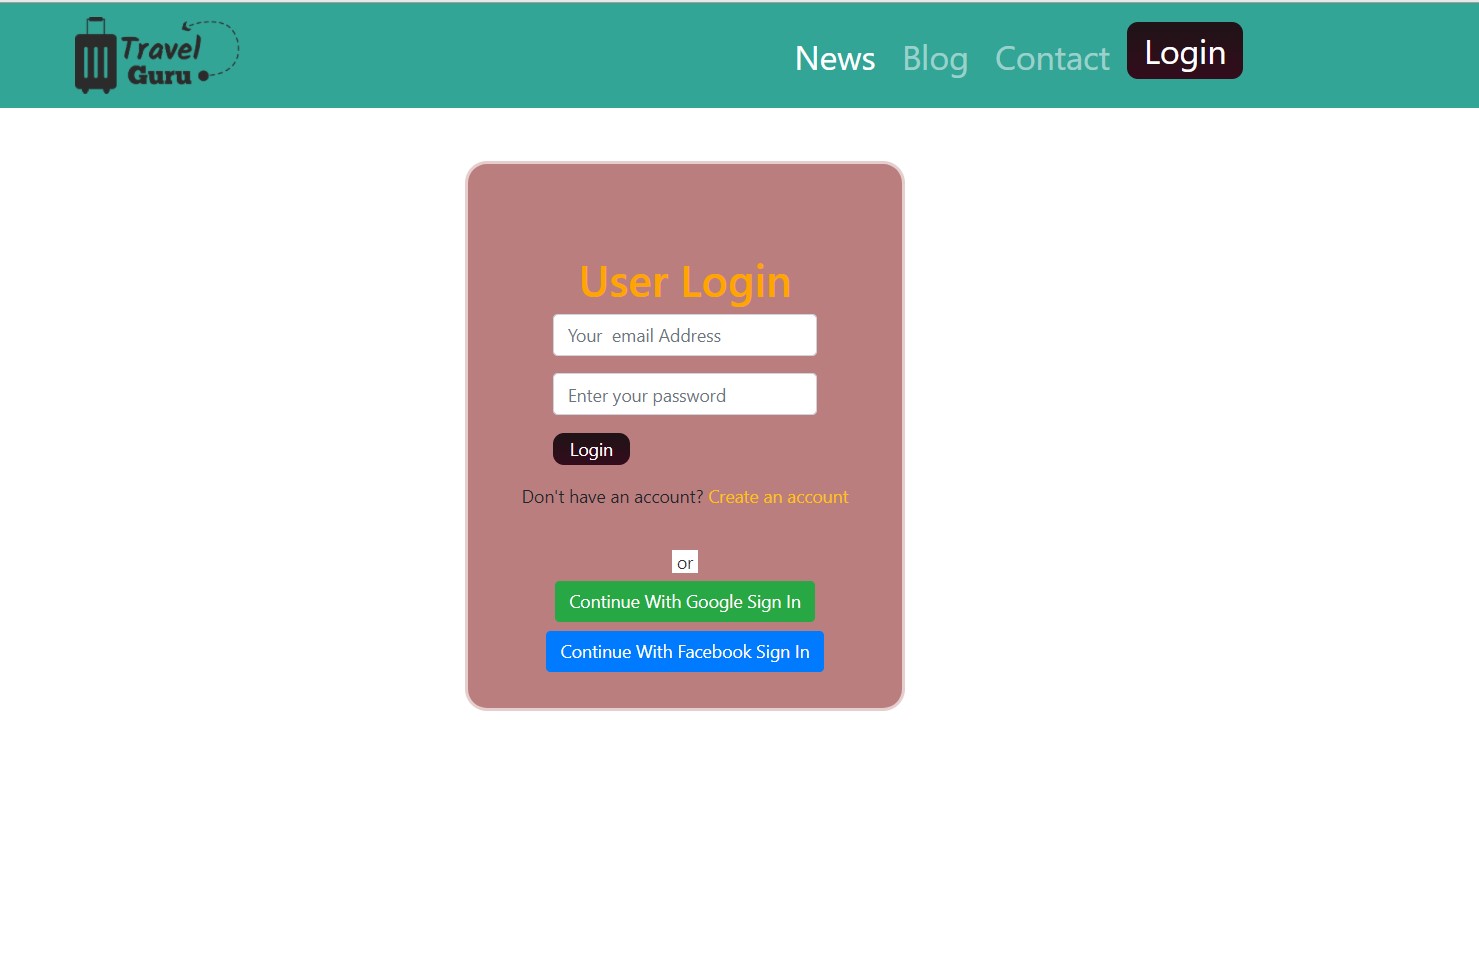 Travel
Guru
News Blog Contact Login
User Login
Your  email Address
Enter your password
Login
Don't have an account? Create an account
or
Continue With Google Sign In
Continue With Facebook Sign In